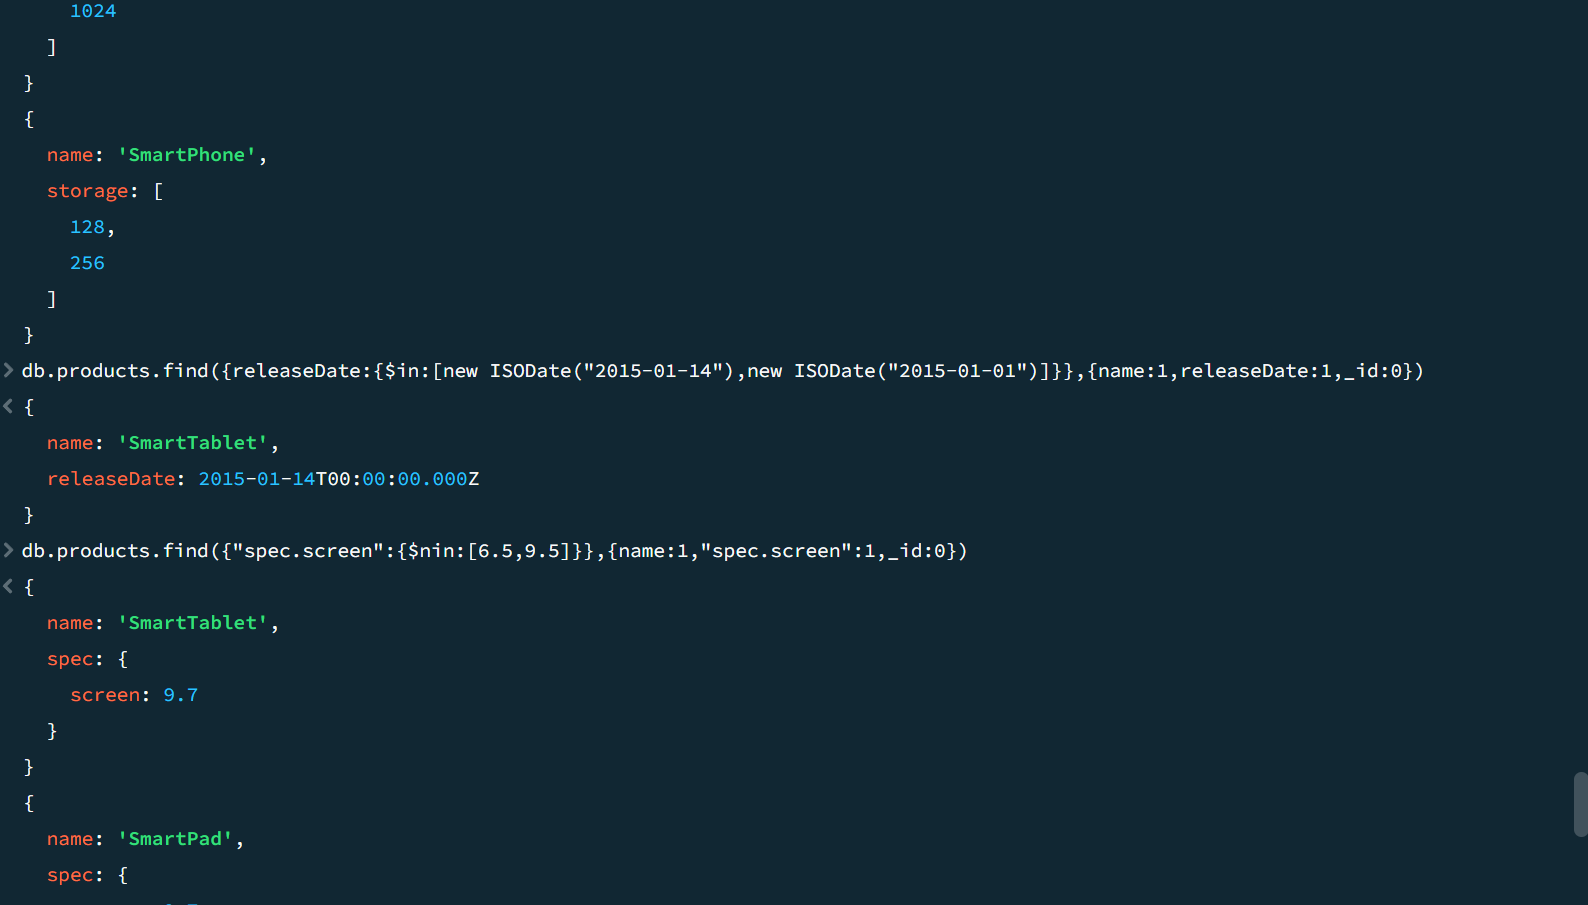 1024
]
}
{
name: 'SmartPhone',
storage: [
128,
256
]
}
> db.products.find({releaseDate:{$in:[new ISODate("2015-01-14"),new ISODate("2015-01-01")]}},{name:1,releaseDate:1,_id:0})
< {
name: 'SmartTablet',
releaseDate: 2015-01-14T00:00:00.000Z
}
> db.products.find({"spec.screen":{$nin:[6.5,9.5]}},{name:1,"spec.screen":1,_id:0})
< {
name: 'SmartTablet',
spec: {
screen: 9.7
}
}
{
name: 'SmartPad',
spec: {